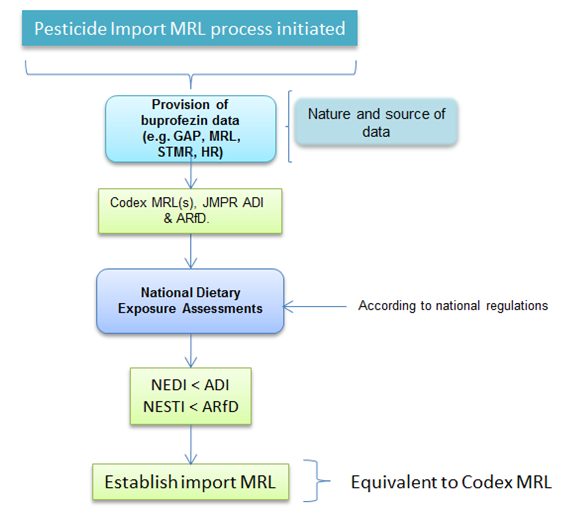 Pesticide Import MRL process initiated
Provision of
buprofezin data
(e.g. GAP, MRL,
STMR, HR)
Nature and source of
data
Codex MRL(s), JMPR ADI
& ARfD.
National Dietary
Exposure Assessments
According to national regulations
NEDI < ADI
NESTI < ARfD
Establish import MRL
Equivalent to Codex MRL